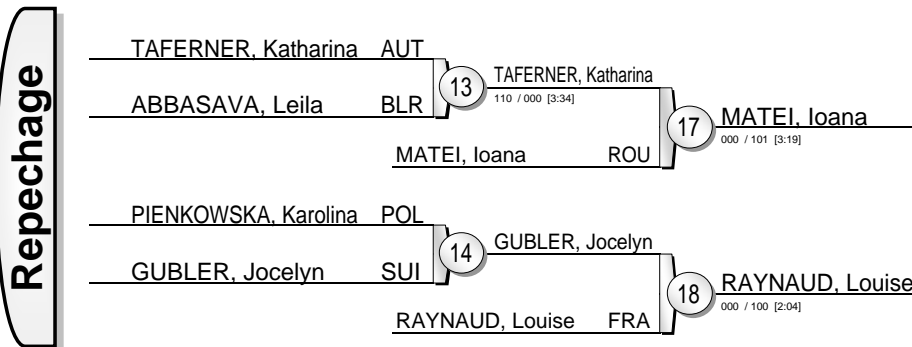 Repechage
TAFERNER, Katharina AUT
ABBASAVA, Leila BLR
13
TAFERNER, Katharina
110 / 000 [3:34]
MATEI, Ioana ROU
17
MATEI, Ioana
000 / 101 [3:19]
PIENKOWSKA, Karolina POL
GUBLER, Jocelyn SUI
14
GUBLER, Jocelyn
RAYNAUD, Louise FRA
18
RAYNAUD, Louise
000 / 100 [2:04]